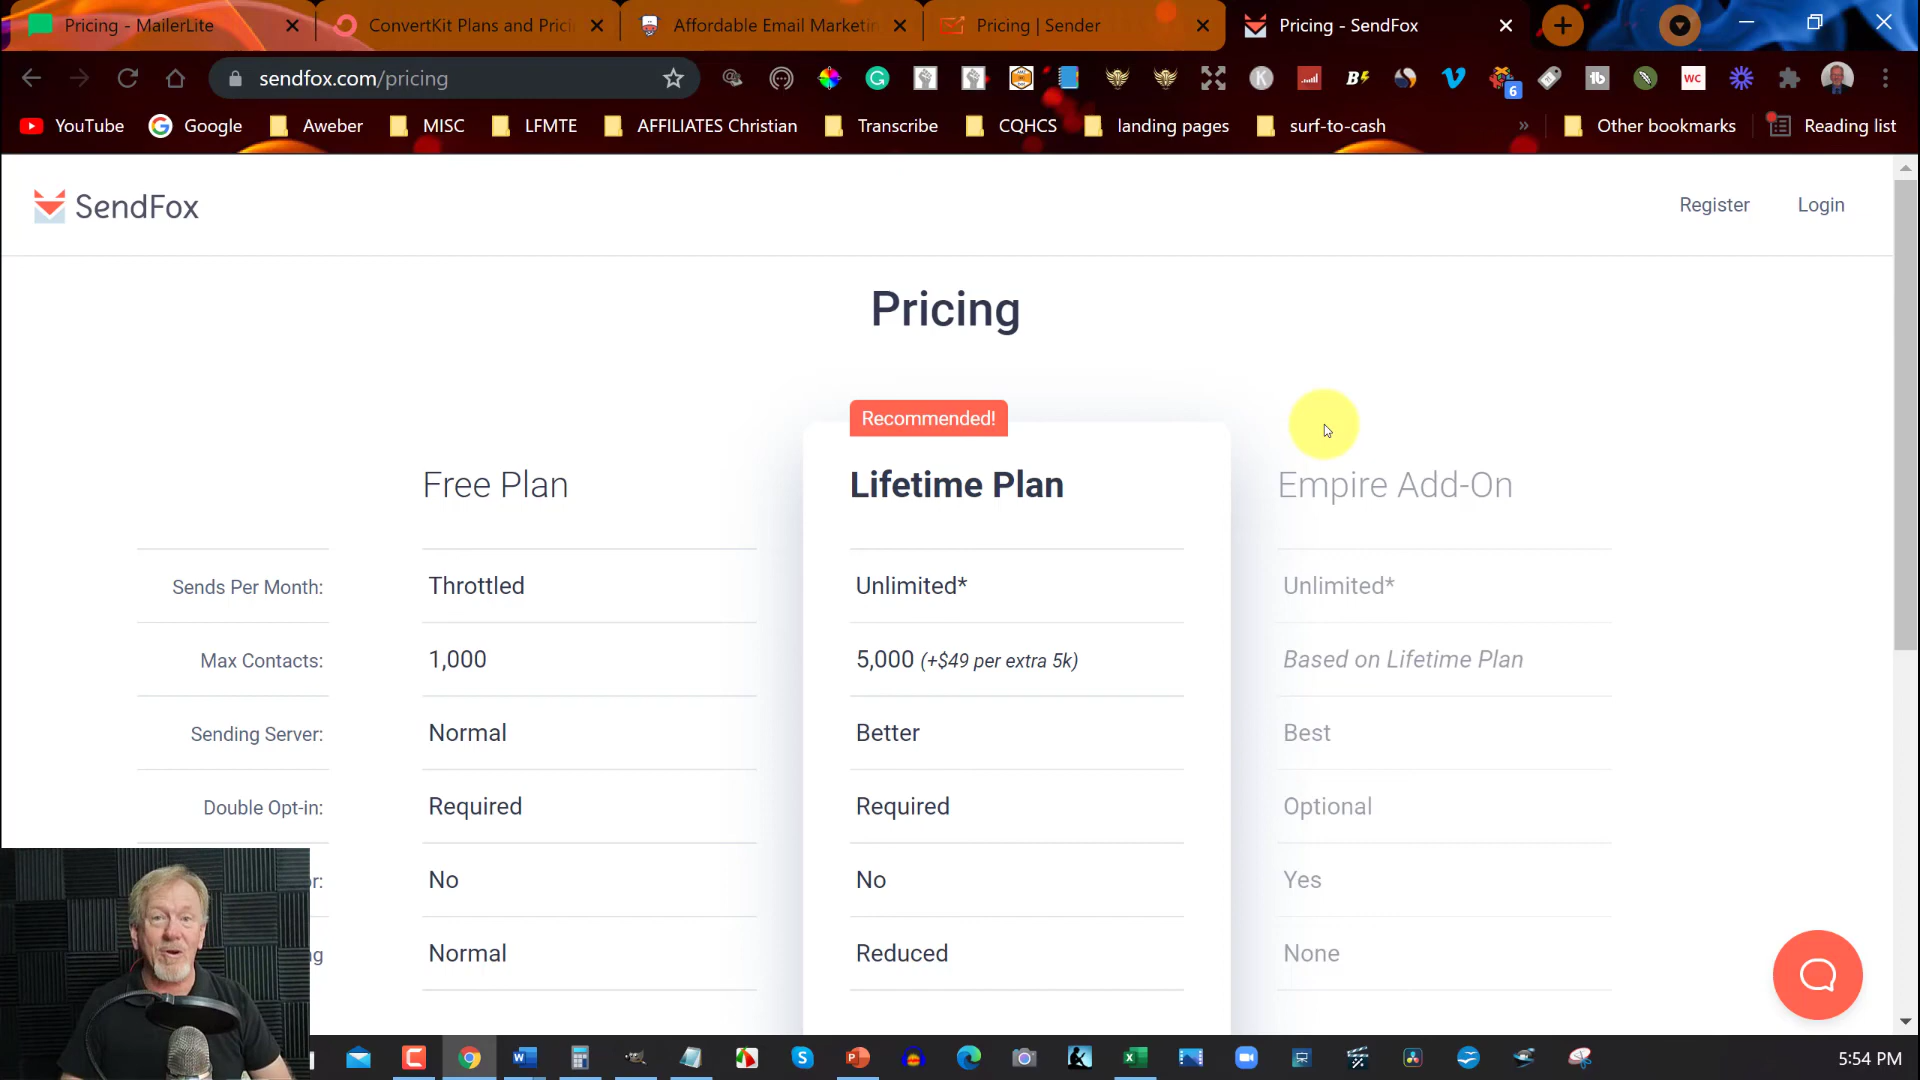 Pricing - MailerLite
ConvertKit Plans and Prici
Affordable Email Marketin
Pricing | Sender
Pricing - SendFox
sendfox.com/pricing
6
WC
YouTube
Google
Aweber
MISC
LFMTE
AFFILIATES Christian
Transcribe
CQHCS
landing pages
surf-to-cash
»
Other bookmarks
Reading list
SendFox
Register
Login
Pricing
Recommended!
Free Plan
Lifetime Plan
Empire Add-On
Sends Per Month:
Throttled
Unlimited*
Unlimited*
Max Contacts:
1,000
5,000 (+$49 per extra 5k)
Based on Lifetime Plan
Sending Server:
Normal
Better
Best
Double Opt-in:
Required
Required
Optional
r:
No
No
Yes
ng
Normal
Reduced
None
5:54 PM